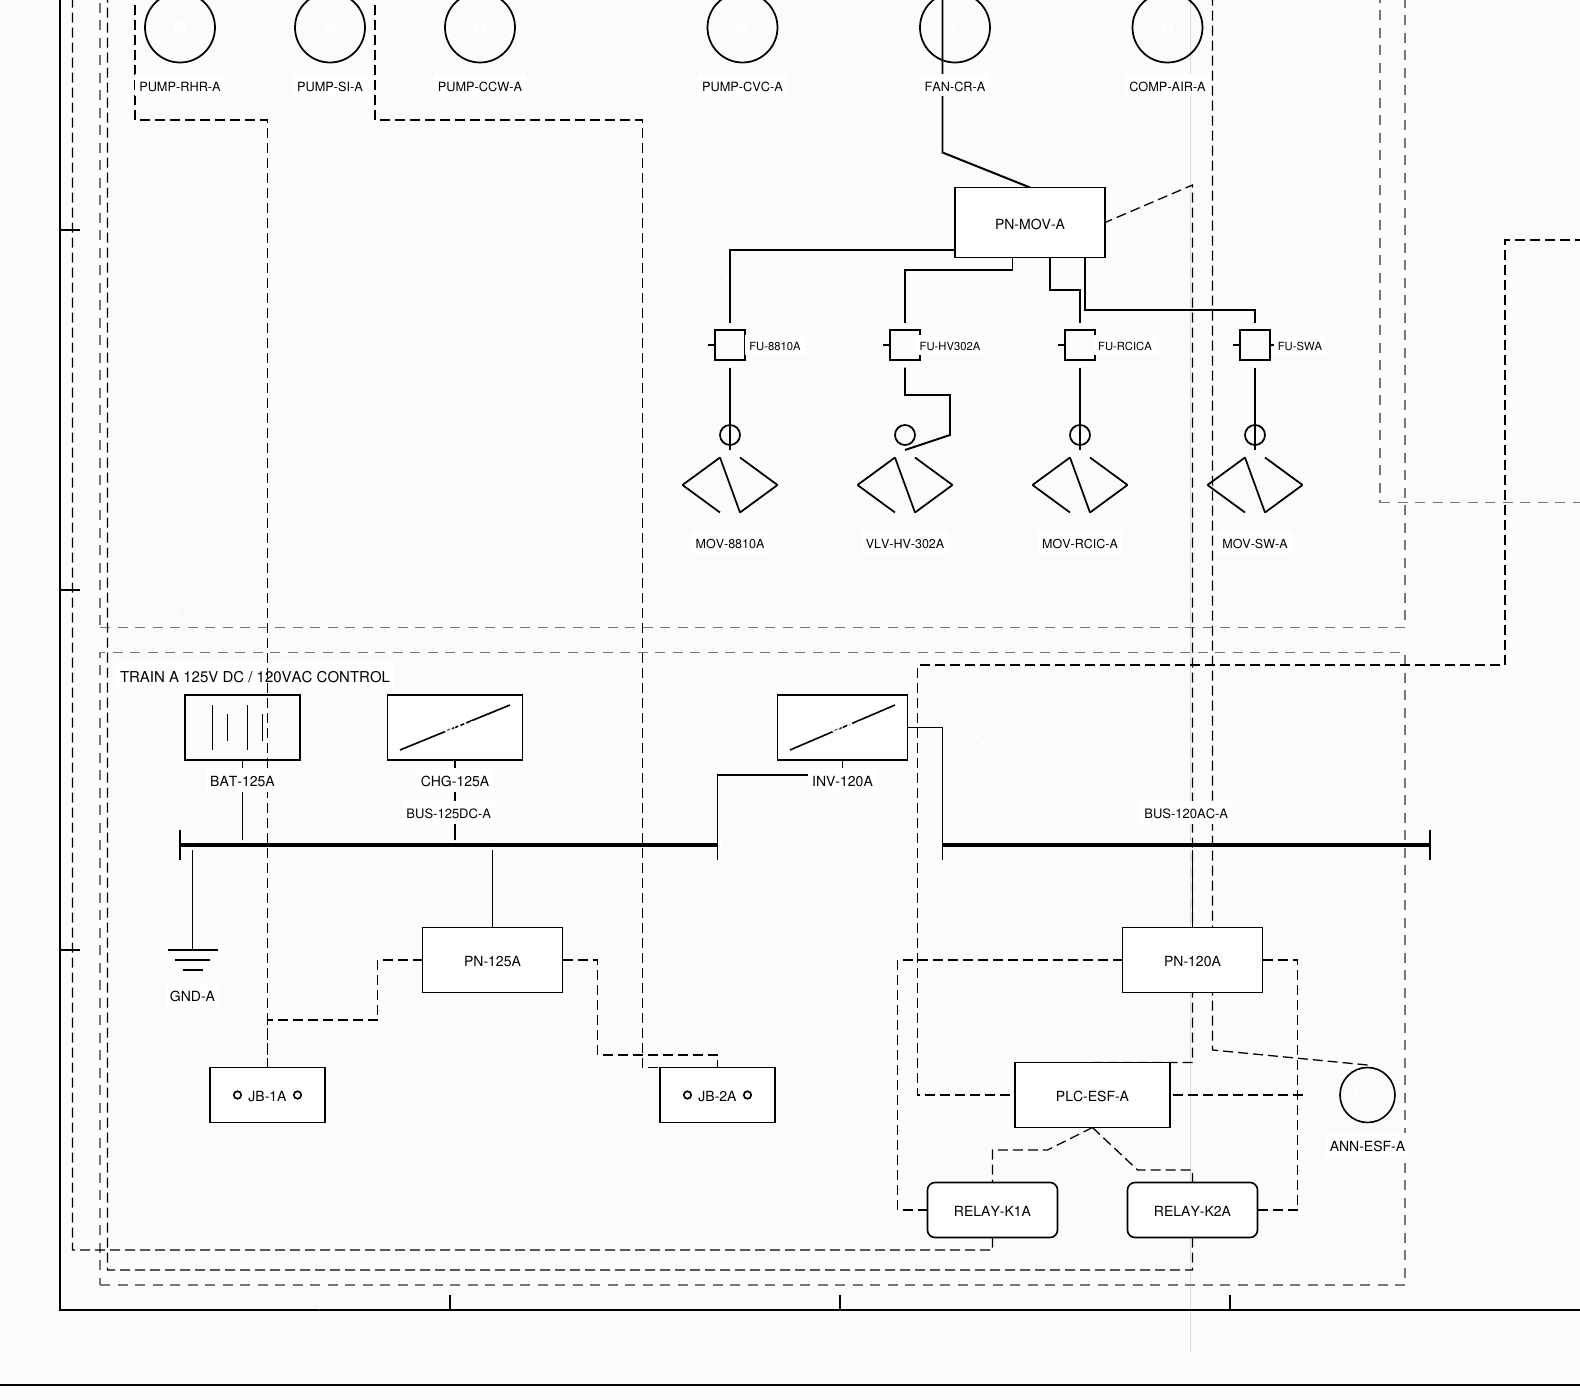 PUMP-RHR-A
PUMP-SI-A
PUMP-CCW-A
PUMP-CVC-A
FAN-CR-A
COMP-AIR-A
PN-MOV-A
FU-8810A
FU-HV302A
FU-RCICA
FU-SWA
MOV-8810A
VLV-HV-302A
MOV-RCIC-A
MOV-SW-A
TRAIN A 125V DC / 120VAC CONTROL
BAT-125A
CHG-125A
INV-120A
BUS-125DC-A
BUS-120AC-A
PN-125A
PN-120A
GND-A
JB-1A
JB-2A
PLC-ESF-A
ANN-ESF-A
RELAY-K1A
RELAY-K2A